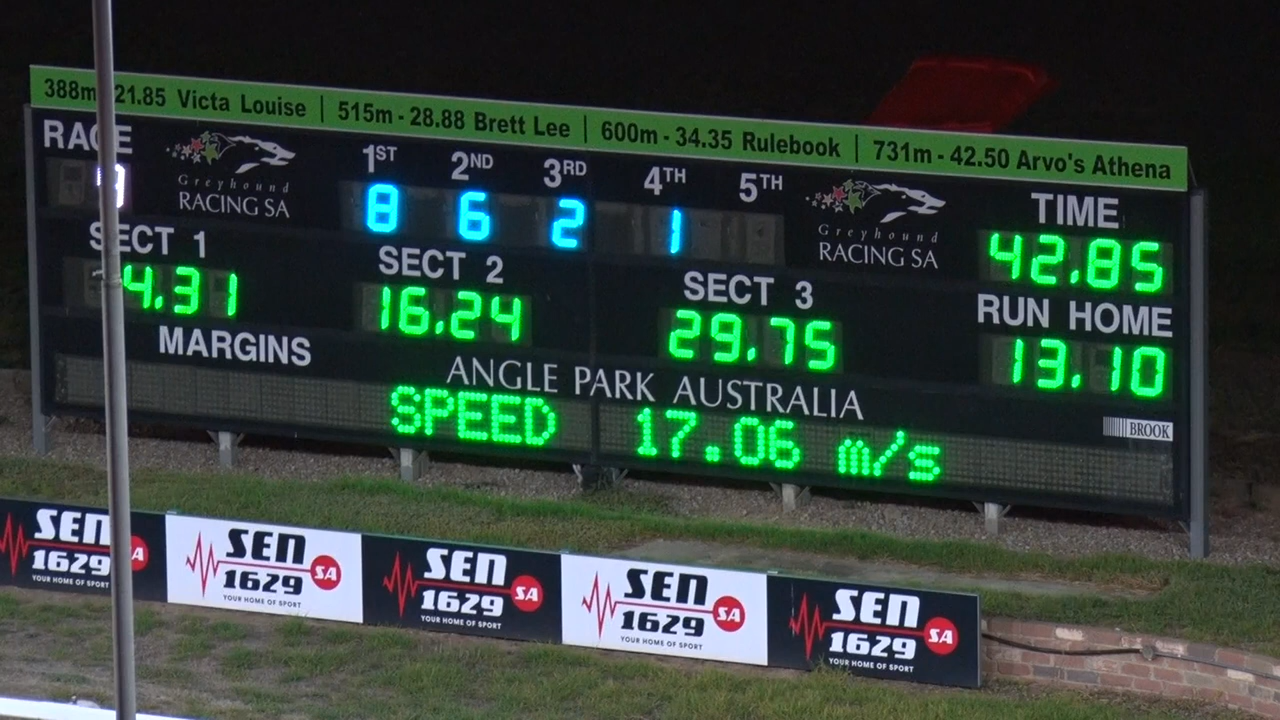 388m 21.85 Victa Louise | 515m - 28.88 Brett Lee | 600m - 34.35 Rulebook | 731m - 42.50 Arvo's Athena
RACE
Greyhound
RACING SA
1ST 2ND 3RD 4TH 5TH
8 6 2 1
Greyhound
RACING SA
TIME
42.85
SECT 1
4.31
SECT 2
16.24
SECT 3
29.75
RUN HOME
13.10
MARGINS
ANGLE PARK AUSTRALIA
SPEED 17.06 m/s
BROOK
SEN
1629 A
YOUR HOME OF SPORT
SEN
1629 SA
YOUR HOME OF SPORT
SEN
1629 SA
YOUR HOME OF SPORT
SEN
1629 SA
YOUR HOME OF SPORT
SEN
1629 SA
YOUR HOME OF SPORT